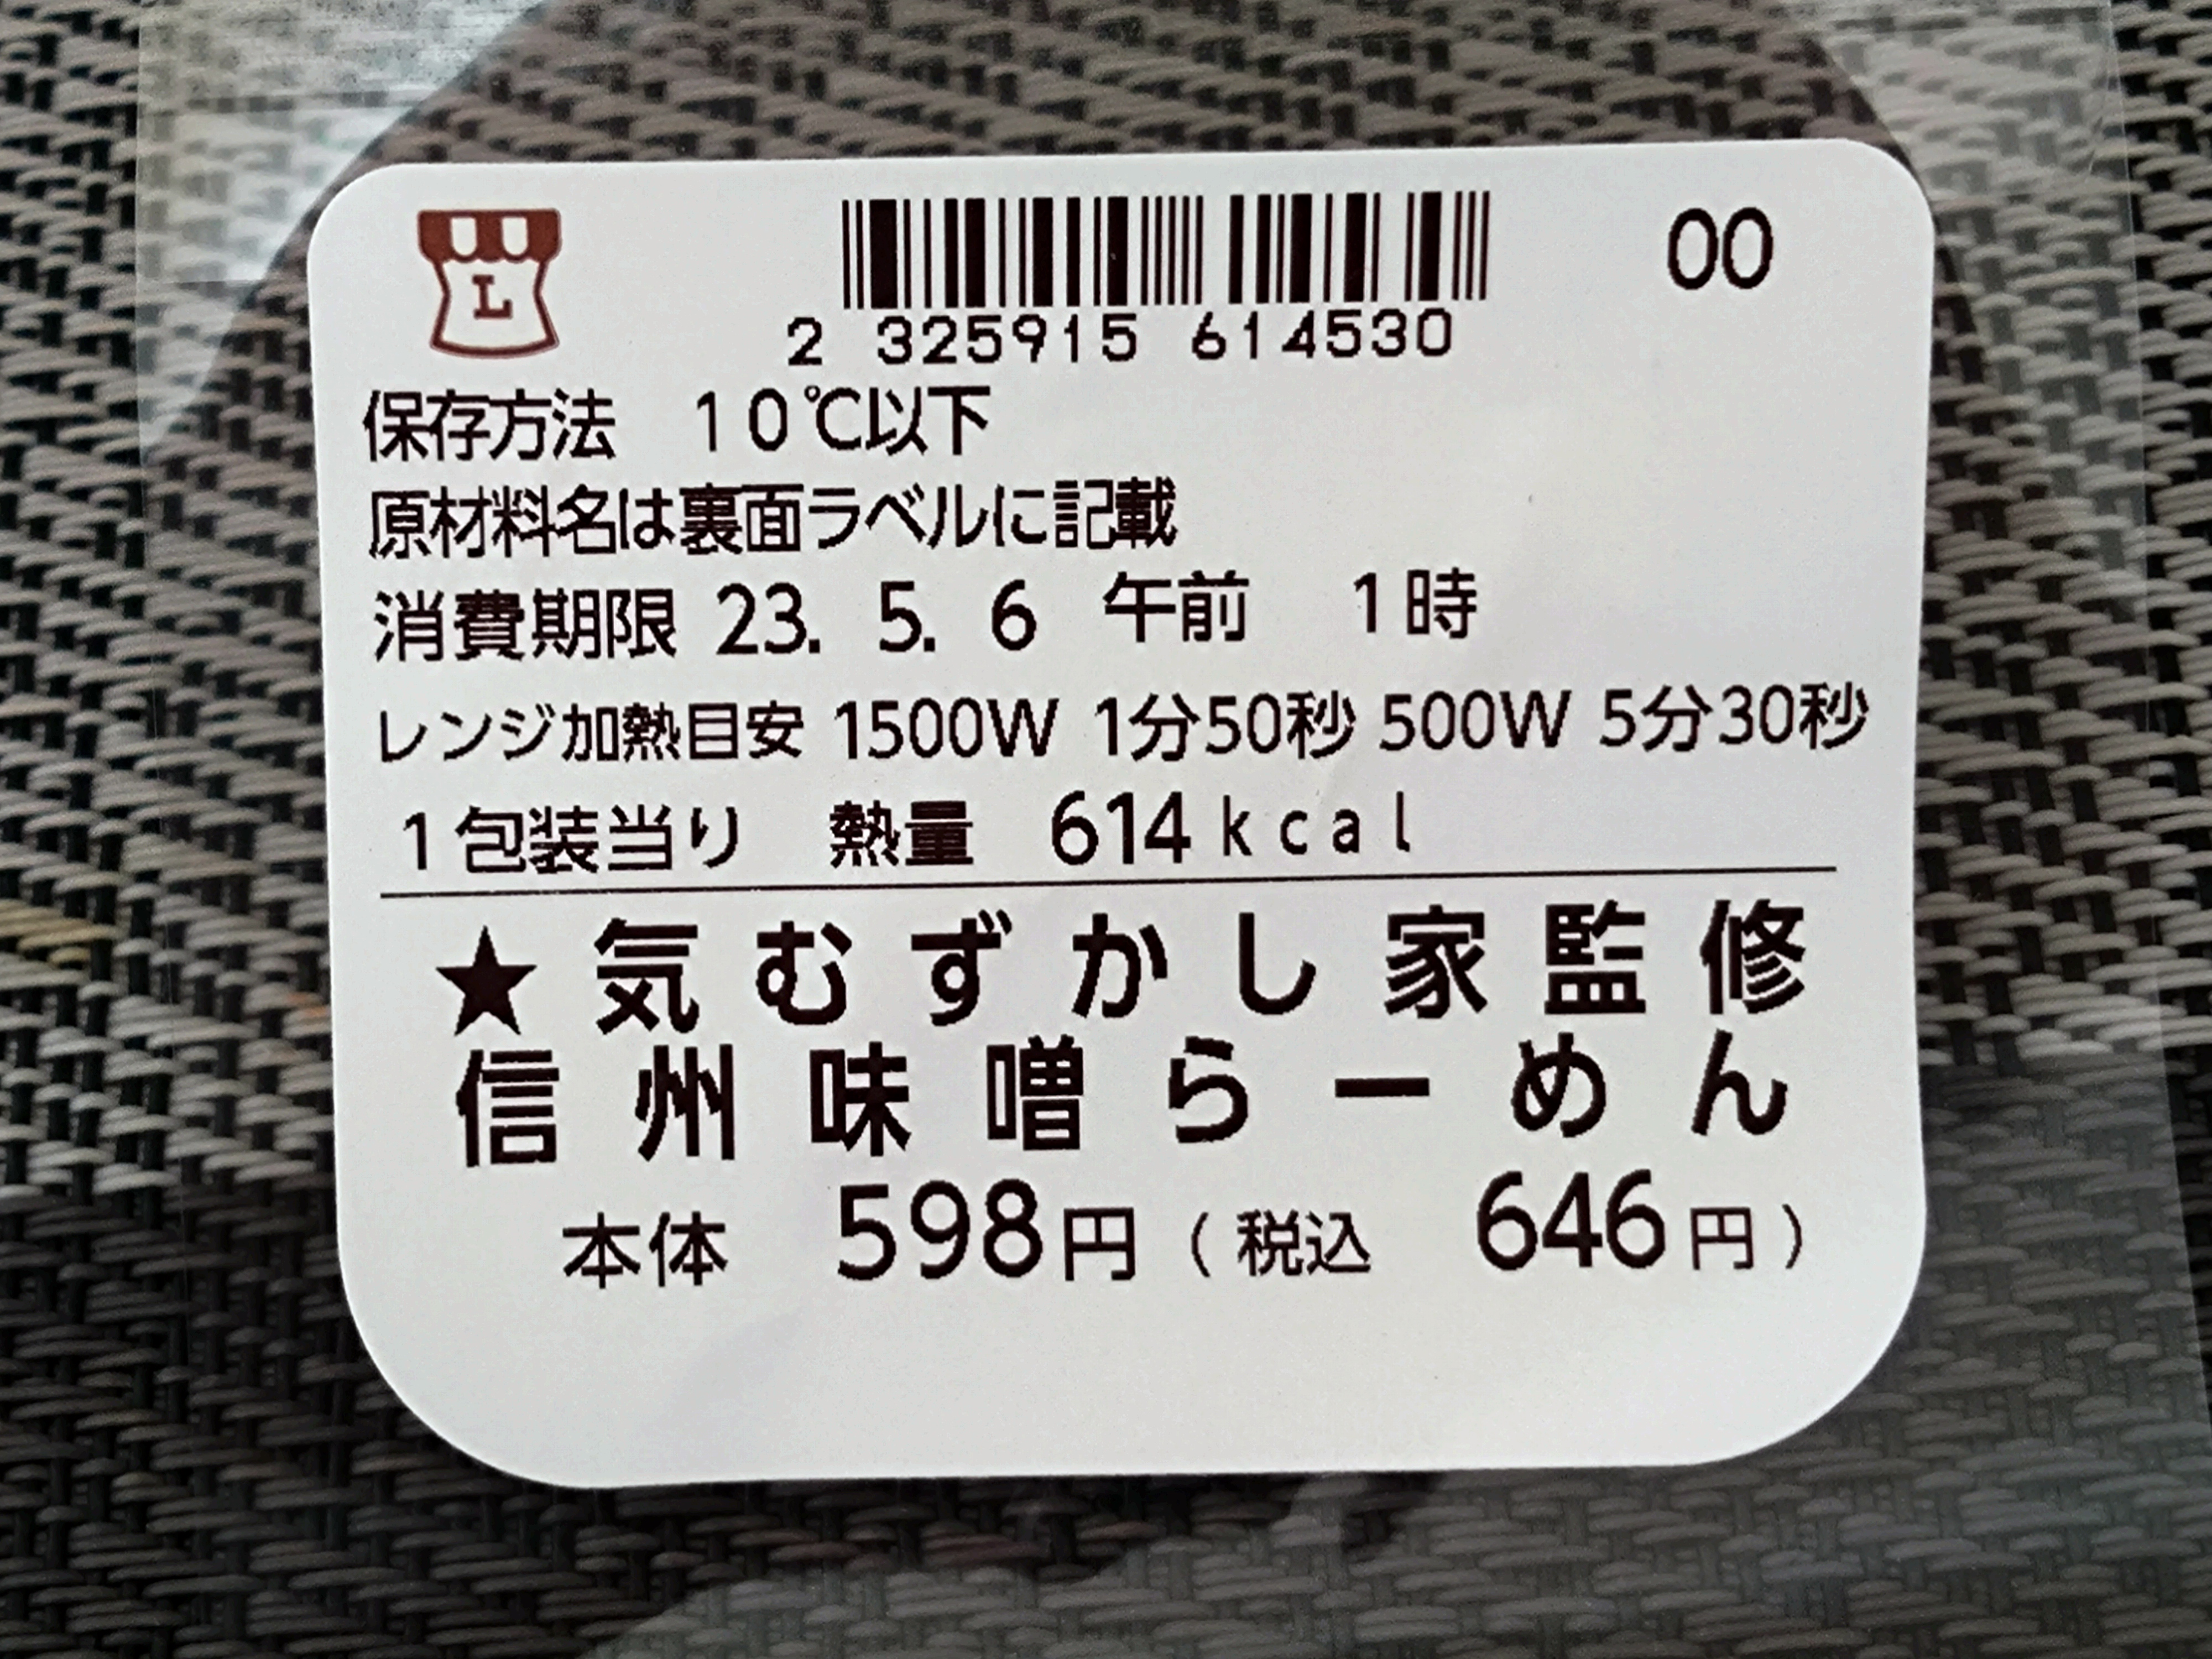 L
00
2 325915 614530
保存方法 10℃以下
原材料名は裏面ラベルに記載
消費期限 23. 5. 6 午前 1時
レンジ加熱目安 1500W 1分50秒 500W 5分30秒
1包装当り 熱量 614kcal
★気むずかし家監修
信州味噌らーめん
本体 598円(税込 646円)